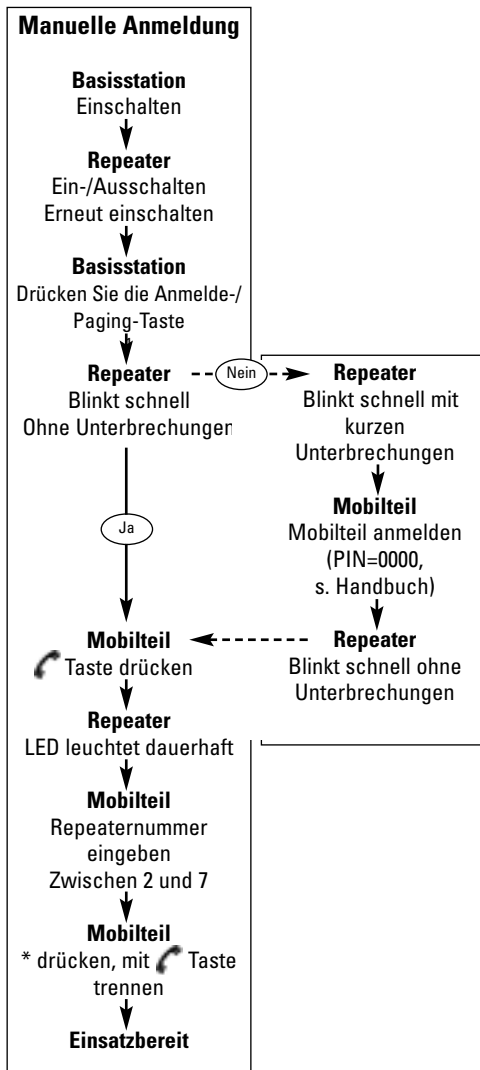 Manuelle Anmeldung
Basisstation
Einschalten
Repeater
Ein-/Ausschalten
Erneut einschalten
Basisstation
Drücken Sie die Anmelde-/
Paging-Taste
Repeater
Blinkt schnell
Ohne Unterbrechungen
Nein
Repeater
Blinkt schnell mit
kurzen
Unterbrechungen
Mobilteil
Mobilteil anmelden
(PIN=0000,
s. Handbuch)
Repeater
Blinkt schnell ohne
Unterbrechungen
Ja
Mobilteil
Taste drücken
Repeater
LED leuchtet dauerhaft
Mobilteil
Repeaternummer
eingeben
Zwischen 2 und 7
Mobilteil
* drücken, mit Taste
trennen
Einsatzbereit